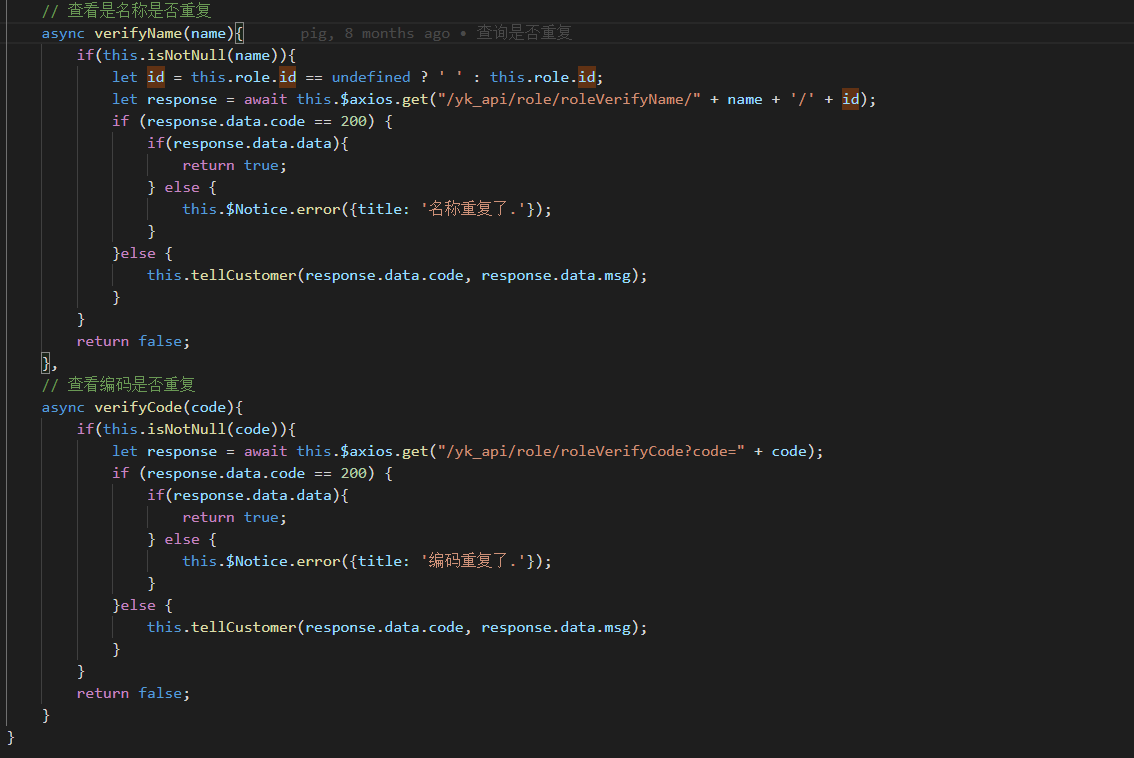 // 查看是名称是否重复
async verifyName(name){ pig, 8 months ago • 查询是否重复
if(this.isNotNull(name)){
let id = this.role.id == undefined ? ' ' : this.role.id;
let response = await this.$axios.get("/yk_api/role/roleVerifyName/" + name + '/' + id);
if (response.data.code == 200) {
if(response.data.data){
return true;
} else {
this.$Notice.error({title: '名称重复了.'});
}
}else {
this.tellCustomer(response.data.code, response.data.msg);
}
}
return false;
},
// 查看编码是否重复
async verifyCode(code){
if(this.isNotNull(code)){
let response = await this.$axios.get("/yk_api/role/roleVerifyCode?code=" + code);
if (response.data.code == 200) {
if(response.data.data){
return true;
} else {
this.$Notice.error({title: '编码重复了.'});
}
}else {
this.tellCustomer(response.data.code, response.data.msg);
}
}
return false;
}
}